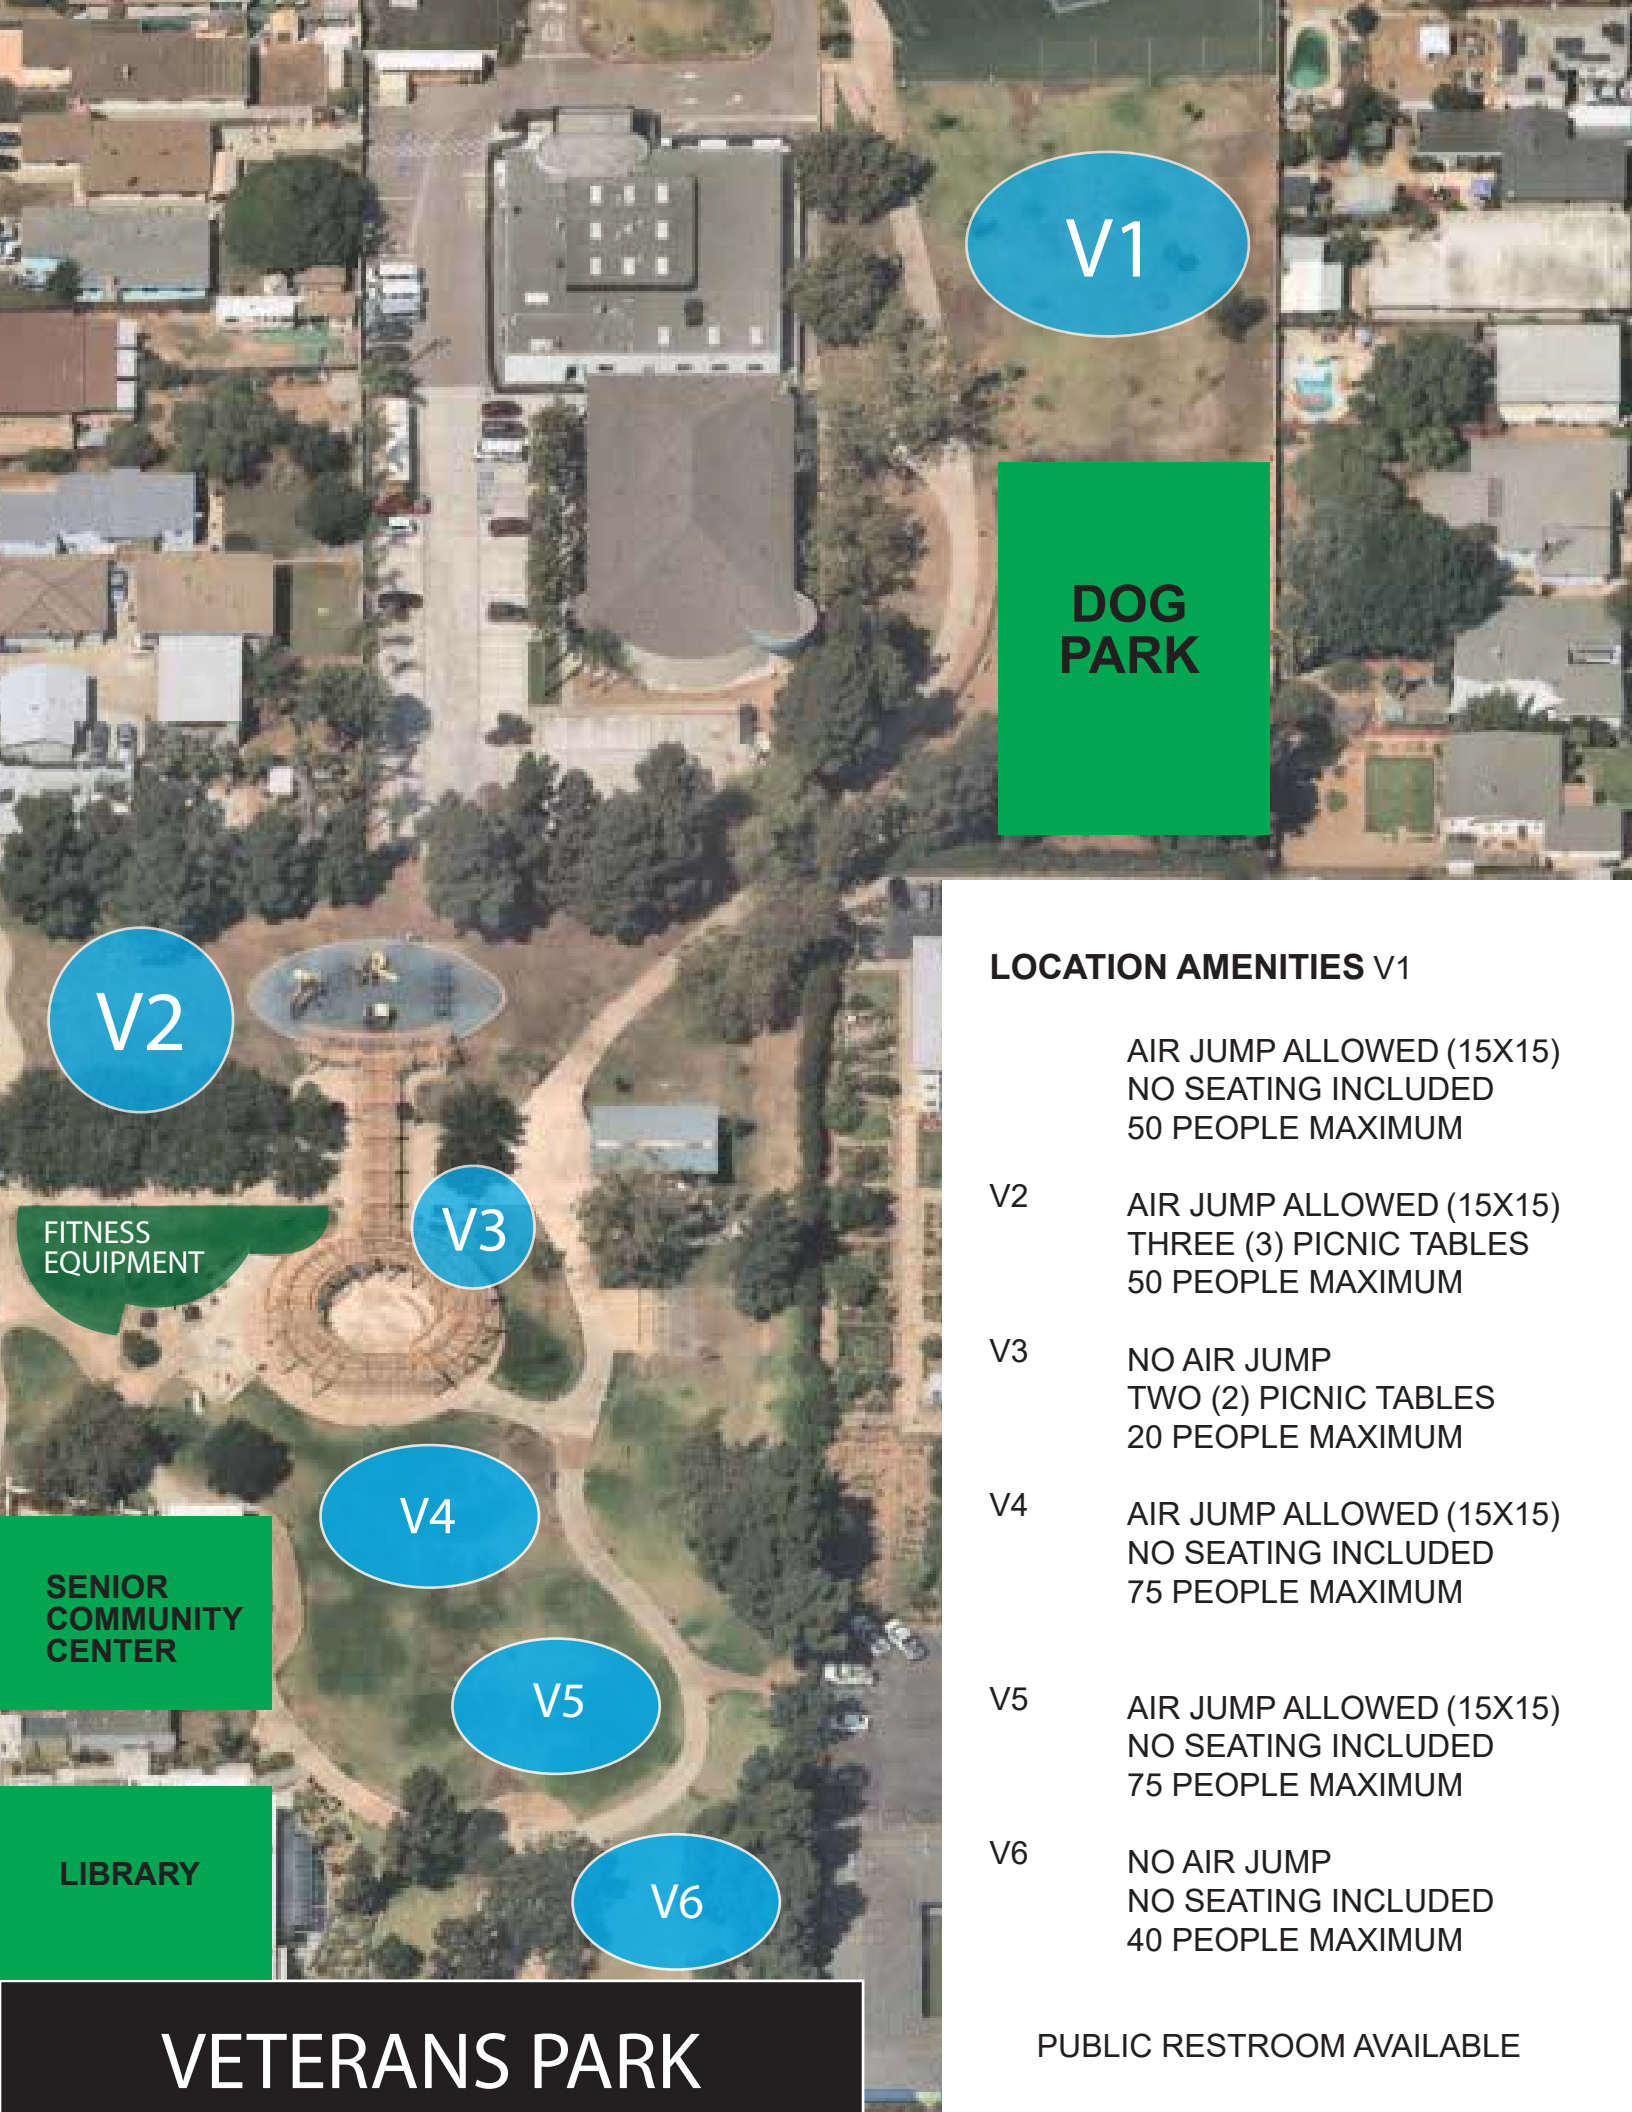 V1
DOG
PARK
V2
V3
FITNESS
EQUIPMENT
V4
SENIOR
COMMUNITY
CENTER
V5
LIBRARY
V6
VETERANS PARK
LOCATION AMENITIES V1
AIR JUMP ALLOWED (15X15)
NO SEATING INCLUDED
50 PEOPLE MAXIMUM
V2
AIR JUMP ALLOWED (15X15)
THREE (3) PICNIC TABLES
50 PEOPLE MAXIMUM
V3
NO AIR JUMP
TWO (2) PICNIC TABLES
20 PEOPLE MAXIMUM
V4
AIR JUMP ALLOWED (15X15)
NO SEATING INCLUDED
75 PEOPLE MAXIMUM
V5
AIR JUMP ALLOWED (15X15)
NO SEATING INCLUDED
75 PEOPLE MAXIMUM
V6
NO AIR JUMP
NO SEATING INCLUDED
40 PEOPLE MAXIMUM
PUBLIC RESTROOM AVAILABLE